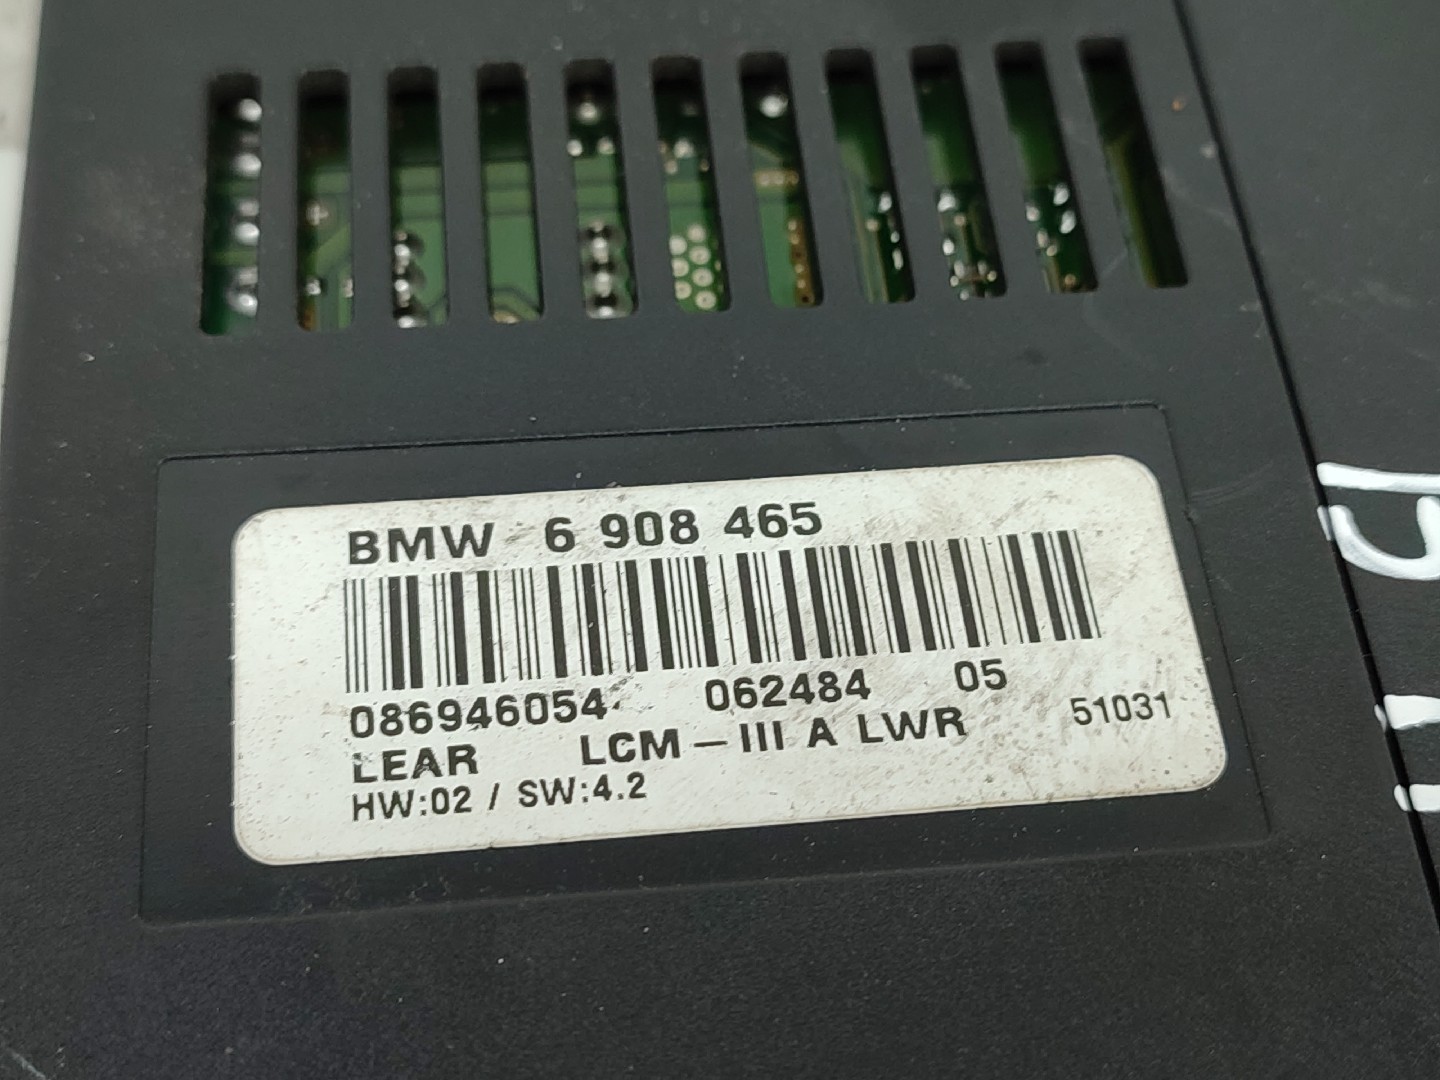 BMW 6 908 465
086946054 062484 05
LEAR LCM – III A LWR 51031
HW:02 / SW:4.2